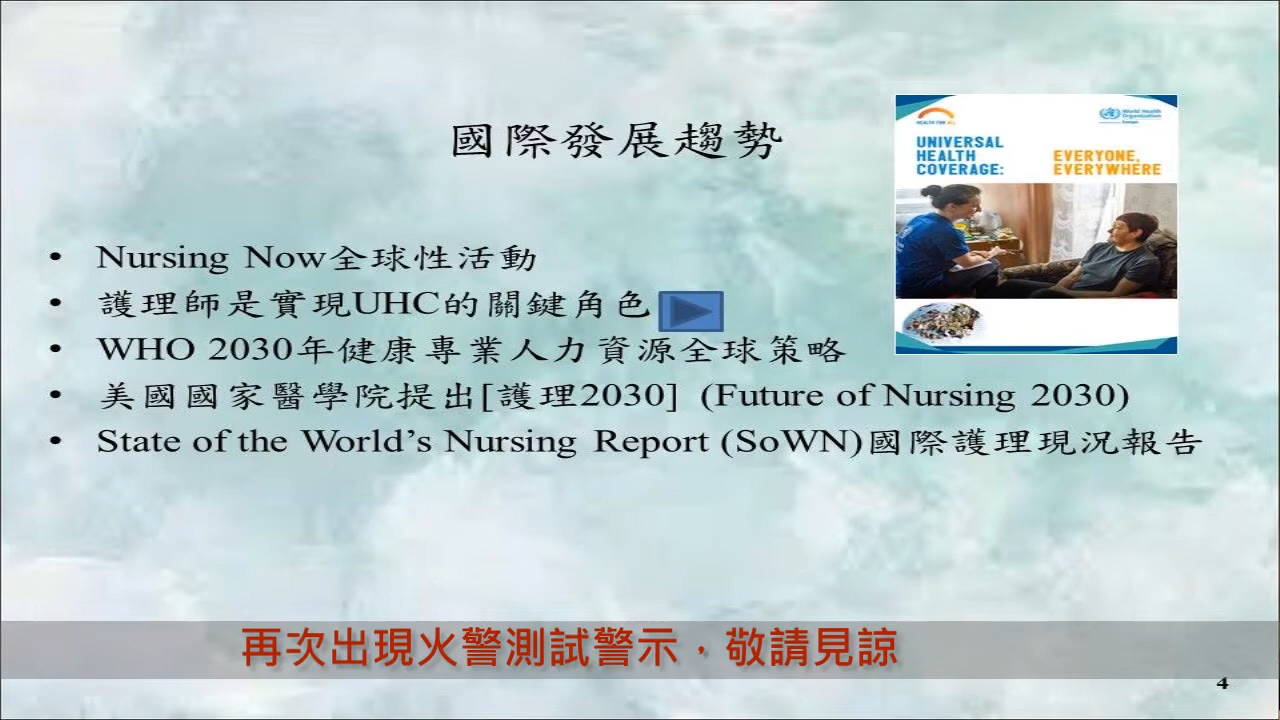 國際發展趨勢
HEALTH FOR ALL
World Health
Organization
Europe
UNIVERSAL
HEALTH
COVERAGE:
EVERYONE,
EVERYWHERE
• Nursing Now全球性活動
• 護理師是實現UHC的關鍵角色
• WHO 2030年健康專業人力資源全球策略
• 美國國家醫學院提出[護理2030] (Future of Nursing 2030)
• State of the World’s Nursing Report (SoWN)國際護理現況報告
再次出現火警測試警示，敬請見諒
4